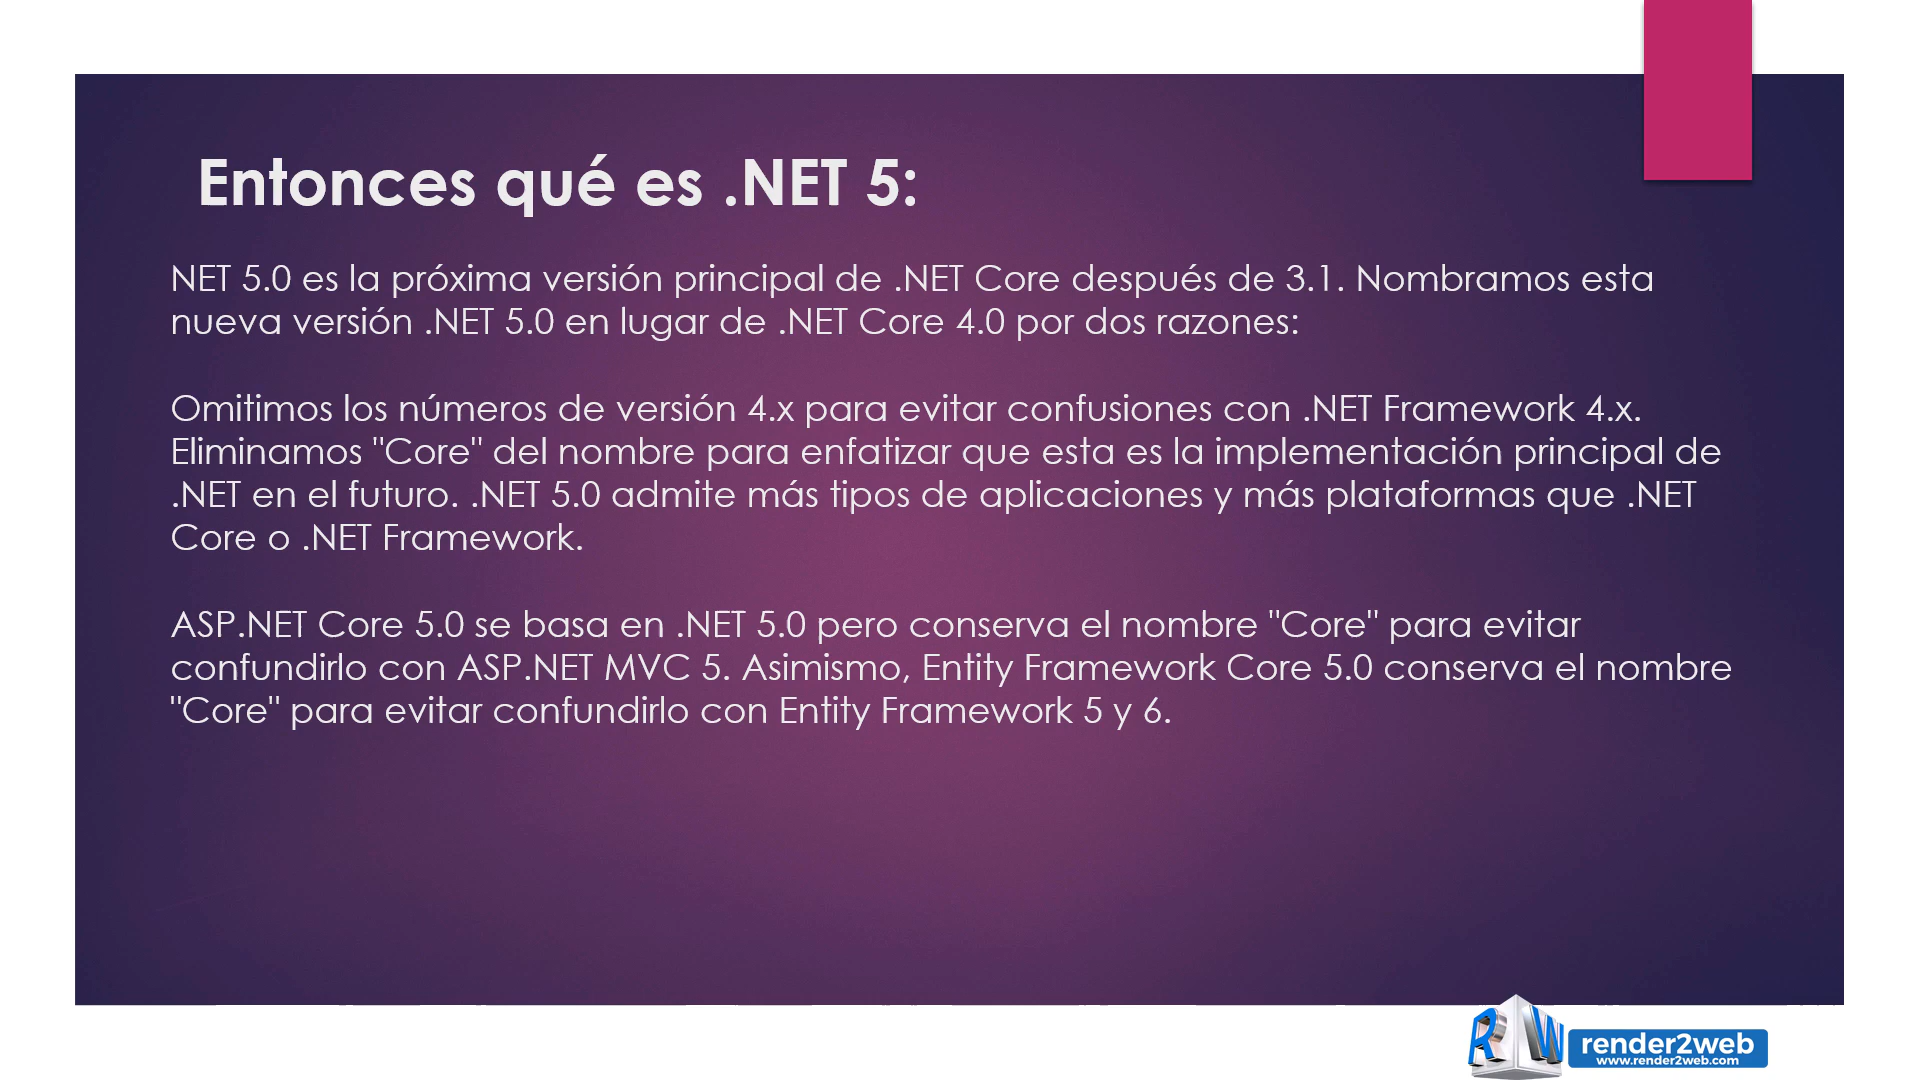 Entonces qué es .NET 5:
NET 5.0 es la próxima versión principal de .NET Core después de 3.1. Nombramos esta
nueva versión .NET 5.0 en lugar de .NET Core 4.0 por dos razones:
Omitimos los números de versión 4.x para evitar confusiones con .NET Framework 4.x.
Eliminamos "Core" del nombre para enfatizar que esta es la implementación principal de
.NET en el futuro. .NET 5.0 admite más tipos de aplicaciones y más plataformas que .NET
Core o .NET Framework.
ASP.NET Core 5.0 se basa en .NET 5.0 pero conserva el nombre "Core" para evitar
confundirlo con ASP.NET MVC 5. Asimismo, Entity Framework Core 5.0 conserva el nombre
"Core" para evitar confundirlo con Entity Framework 5 y 6.
R W
render2web
www.render2web.com